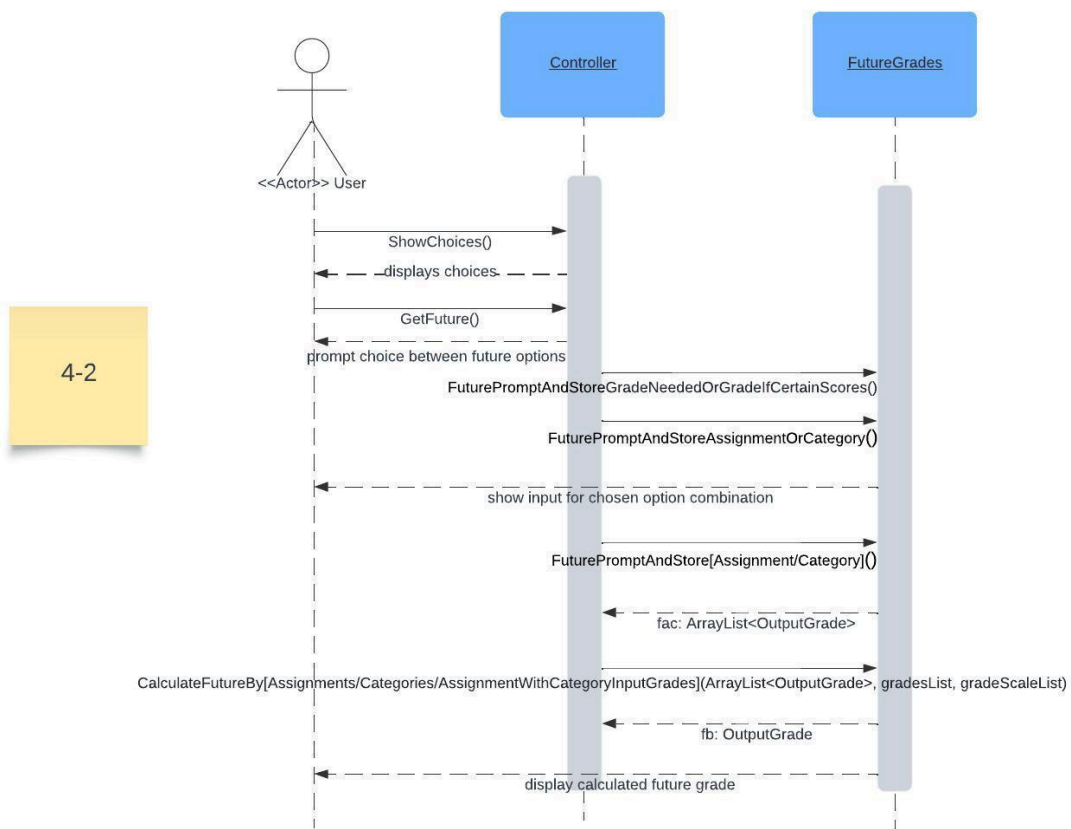 Controller
FutureGrades
<<Actor>> User
ShowChoices()
displays choices
GetFuture()
prompt choice between future options
4-2
FuturePromptAndStoreGradeNeededOrGradeIfCertainScores()
FuturePromptAndStoreAssignmentOrCategory()
show input for chosen option combination
FuturePromptAndStore[Assignment/Category]()
fac: ArrayList<OutputGrade>
CalculateFutureBy[Assignments/Categories/AssignmentWithCategoryInputGrades](ArrayList<OutputGrade>, gradesList, gradeScaleList)
fb: OutputGrade
display calculated future grade